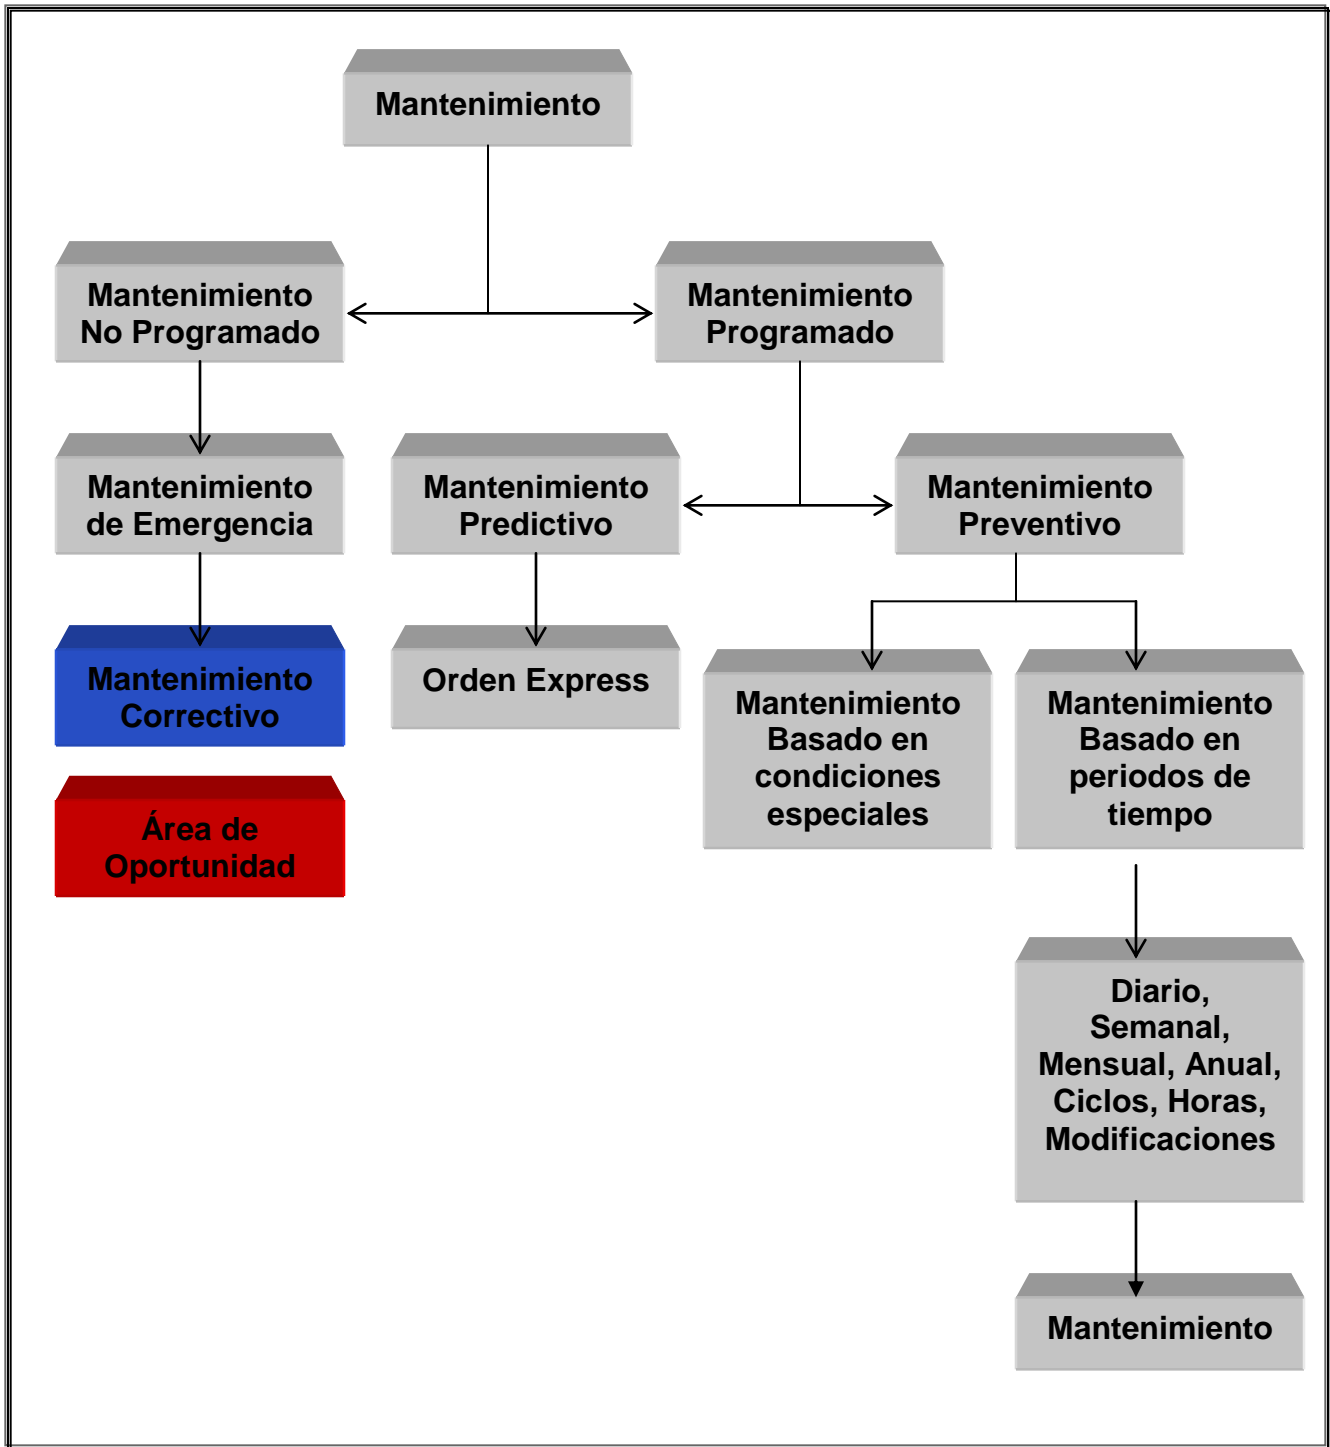 Mantenimiento
Mantenimiento
No Programado
Mantenimiento
Programado
Mantenimiento
de Emergencia
Mantenimiento
Predictivo
Mantenimiento
Preventivo
Mantenimiento
Correctivo
Orden Express
Mantenimiento
Basado en
condiciones
especiales
Mantenimiento
Basado en
periodos de
tiempo
Área de
Oportunidad
Diario,
Semanal,
Mensual, Anual,
Ciclos, Horas,
Modificaciones
Mantenimiento